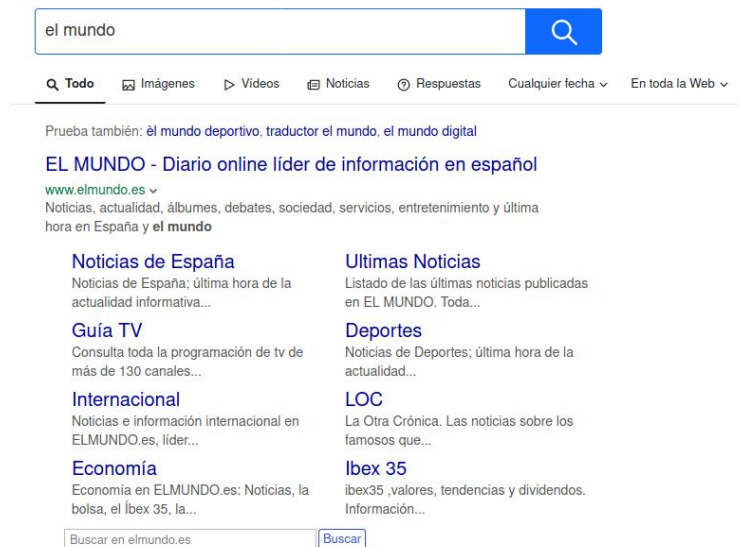 el mundo
Todo Imágenes Vídeos Noticias Respuestas Cualquier fecha En toda la Web
Prueba también: èl mundo deportivo, traductor el mundo, el mundo digital
EL MUNDO - Diario online líder de información en español
www.elmundo.es
Noticias, actualidad, álbumes, debates, sociedad, servicios, entretenimiento y última
hora en España y el mundo
Noticias de España
Noticias de España; última hora de la
actualidad informativa...
Ultimas Noticias
Listado de las últimas noticias publicadas
en EL MUNDO. Toda...
Guía TV
Consulta toda la programación de tv de
más de 130 canales...
Deportes
Noticias de Deportes; última hora de la
actualidad...
Internacional
Noticias e información internacional en
ELMUNDO.es, líder...
LOC
La Otra Crónica. Las noticias sobre los
famosos que...
Economía
Economía en ELMUNDO.es: Noticias, la
bolsa, el Íbex 35, la...
Ibex 35
ibex35 ,valores, tendencias y dividendos.
Información...
Buscar en elmundo.es
Buscar